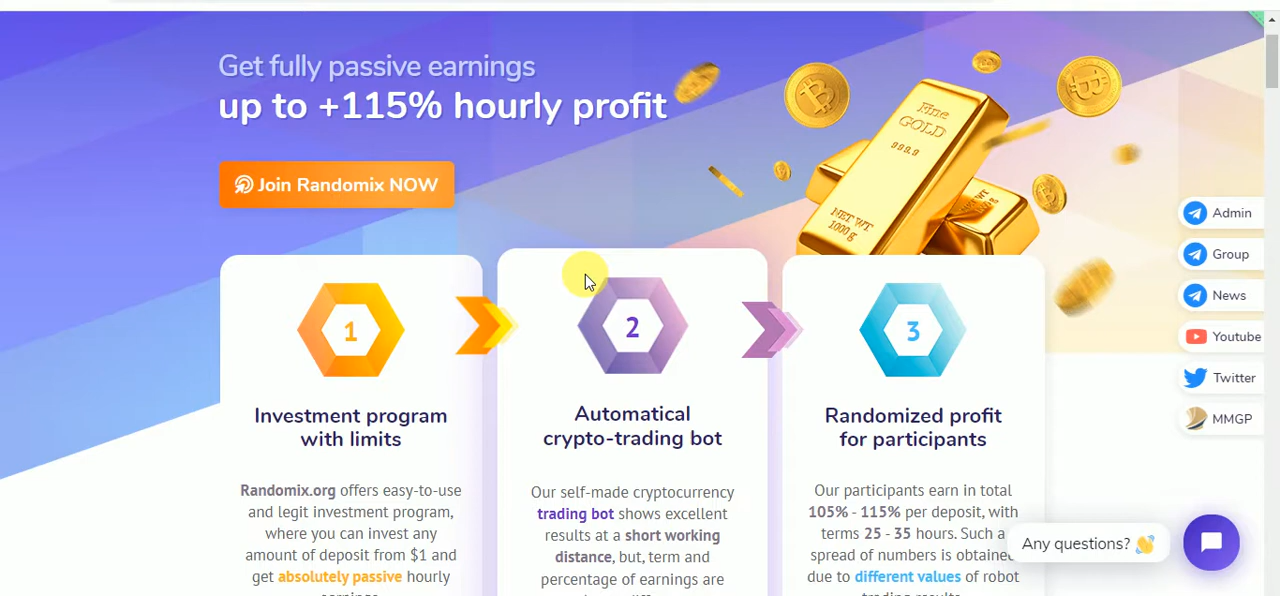 Get fully passive earnings
up to +115% hourly profit
Join Randomix NOW
Fine
GOLD
999.9
NET WT
1000g
Admin
Group
News
Youtube
Twitter
MMGP
1
2
3
Investment program
with limits
Randomix.org offers easy-to-use
and legit investment program,
where you can invest any
amount of deposit from $1 and
get absolutely passive hourly
Automatical
crypto-trading bot
Our self-made cryptocurrency
trading bot shows excellent
results at a short working
distance, but, term and
percentage of earnings are
Randomized profit
for participants
Our participants earn in total
105% - 115% per deposit, with
terms 25 - 35 hours. Such a
spread of numbers is obtained
due to different values of robot
Any questions? 👋